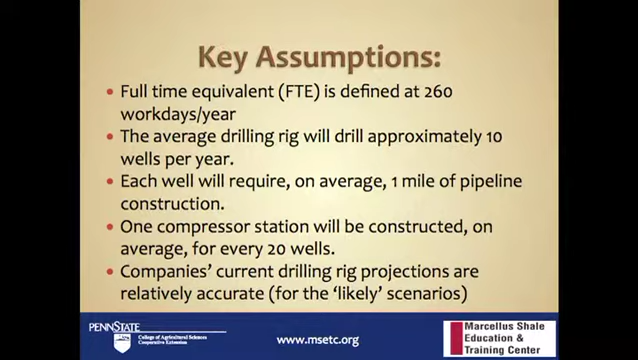 Key Assumptions:
• Full time equivalent (FTE) is defined at 260
workdays/year
• The average drilling rig will drill approximately 10
wells per year.
• Each well will require, on average, 1 mile of pipeline
construction.
• One compressor station will be constructed, on
average, for every 20 wells.
• Companies' current drilling rig projections are
relatively accurate (for the 'likely' scenarios)
PENNSTATE
College of Agricultural Sciences
Cooperative Extension
www.msetc.org
Marcellus Shale
Education &
Training Center